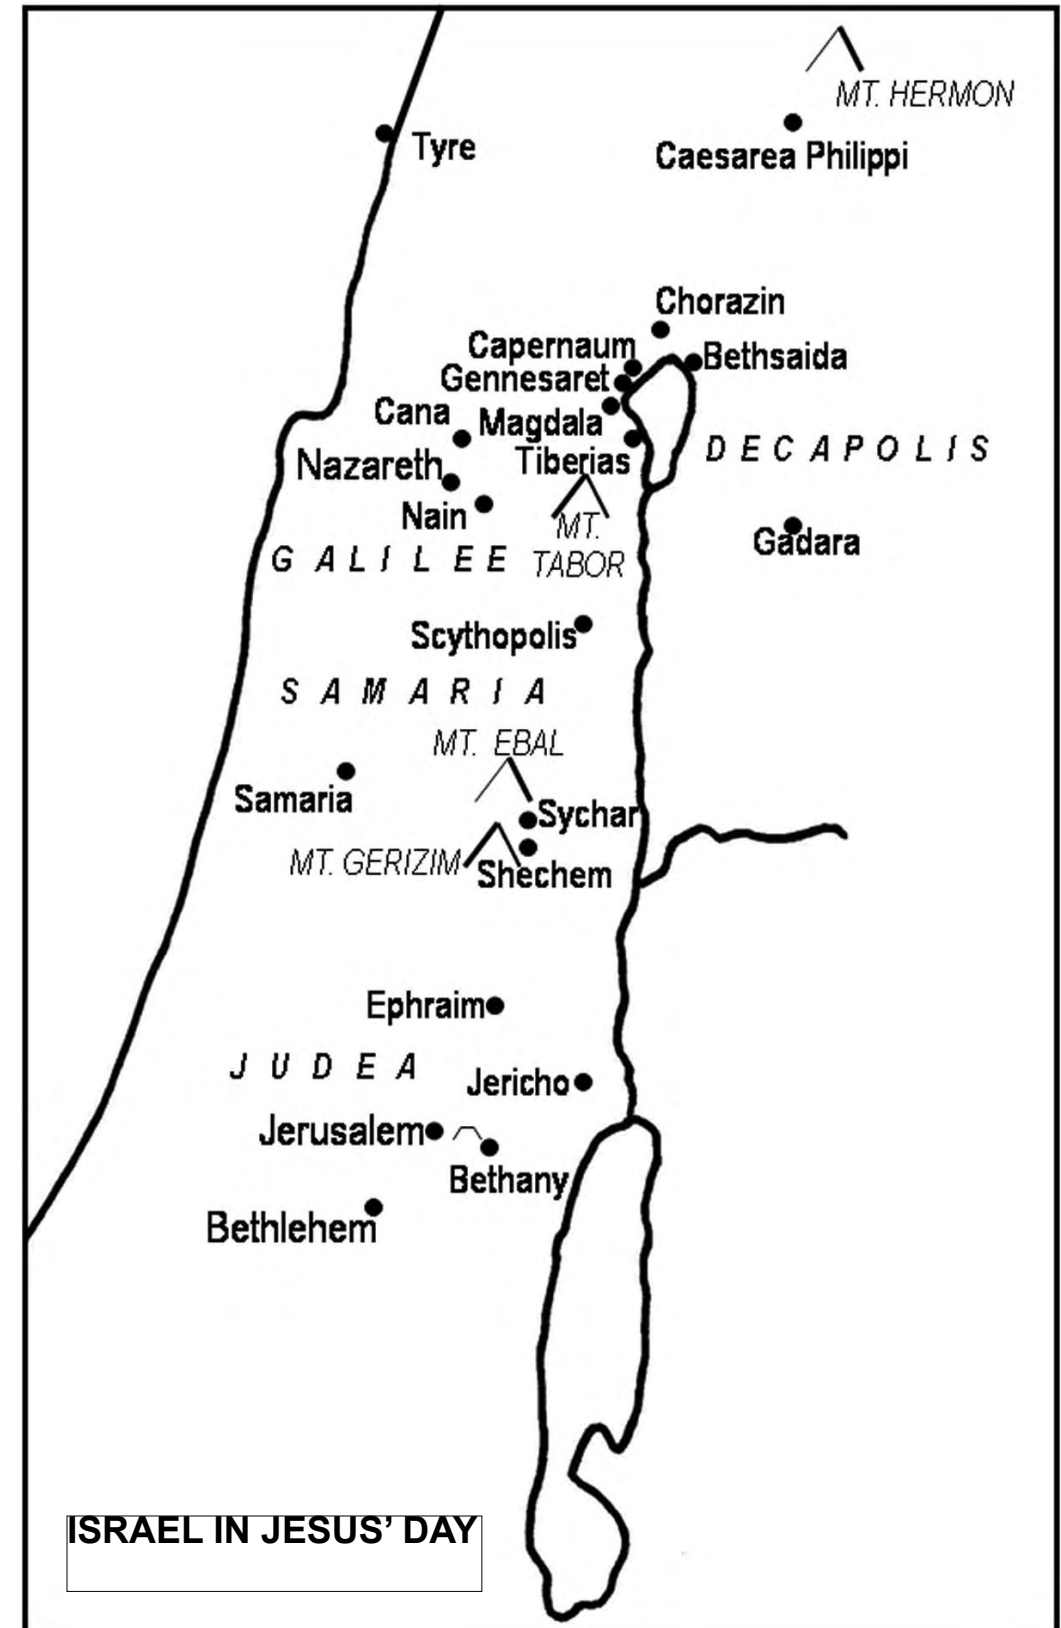 MT. HERMON
Tyre
Caesarea Philippi
Chorazin
Capernaum
Bethsaida
Gennesaret
Cana
Magdala
DECAPOLIS
Nazareth
Tiberias
Nain
MT.
TABOR
Gadara
GALILEE
Scythopolis
SAMARIA
MT. EBAL
Samaria
Sychar
MT. GERIZIM
Shechem
Ephraim
JUDEA
Jericho
Jerusalem
Bethany
Bethlehem
ISRAEL IN JESUS’ DAY